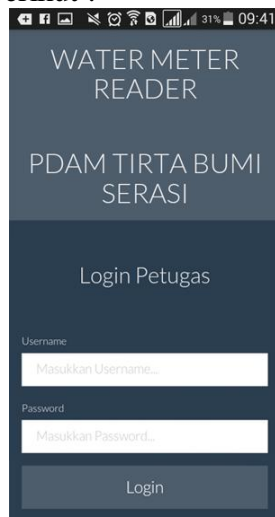 31% 09:41
WATER METER
READER
PDAM TIRTA BUMI
SERASI
Login Petugas
Username
Masukkan Username...
Password
Masukkan Password...
Login